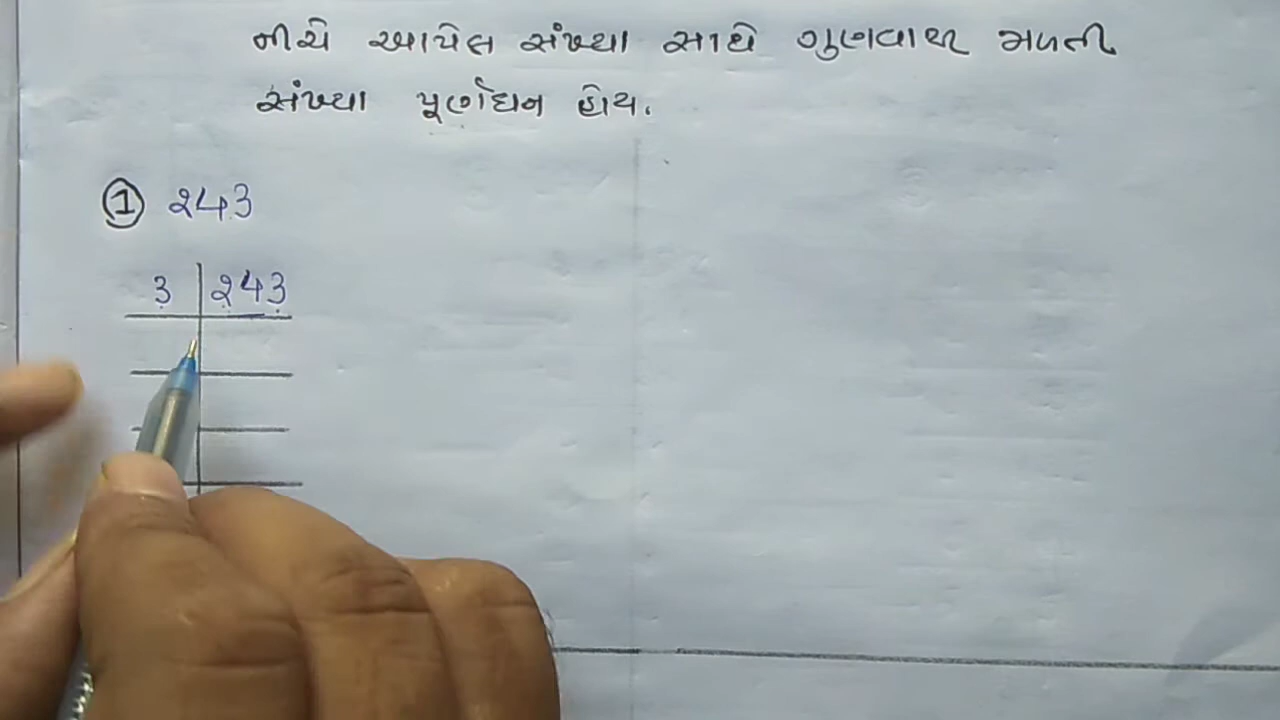 નીચે આપેલ સંખ્યા સાથે ગુણવાથી મળતી
સંખ્યા પૂર્ણઘન હોય.
① ૨43
3 ૨43